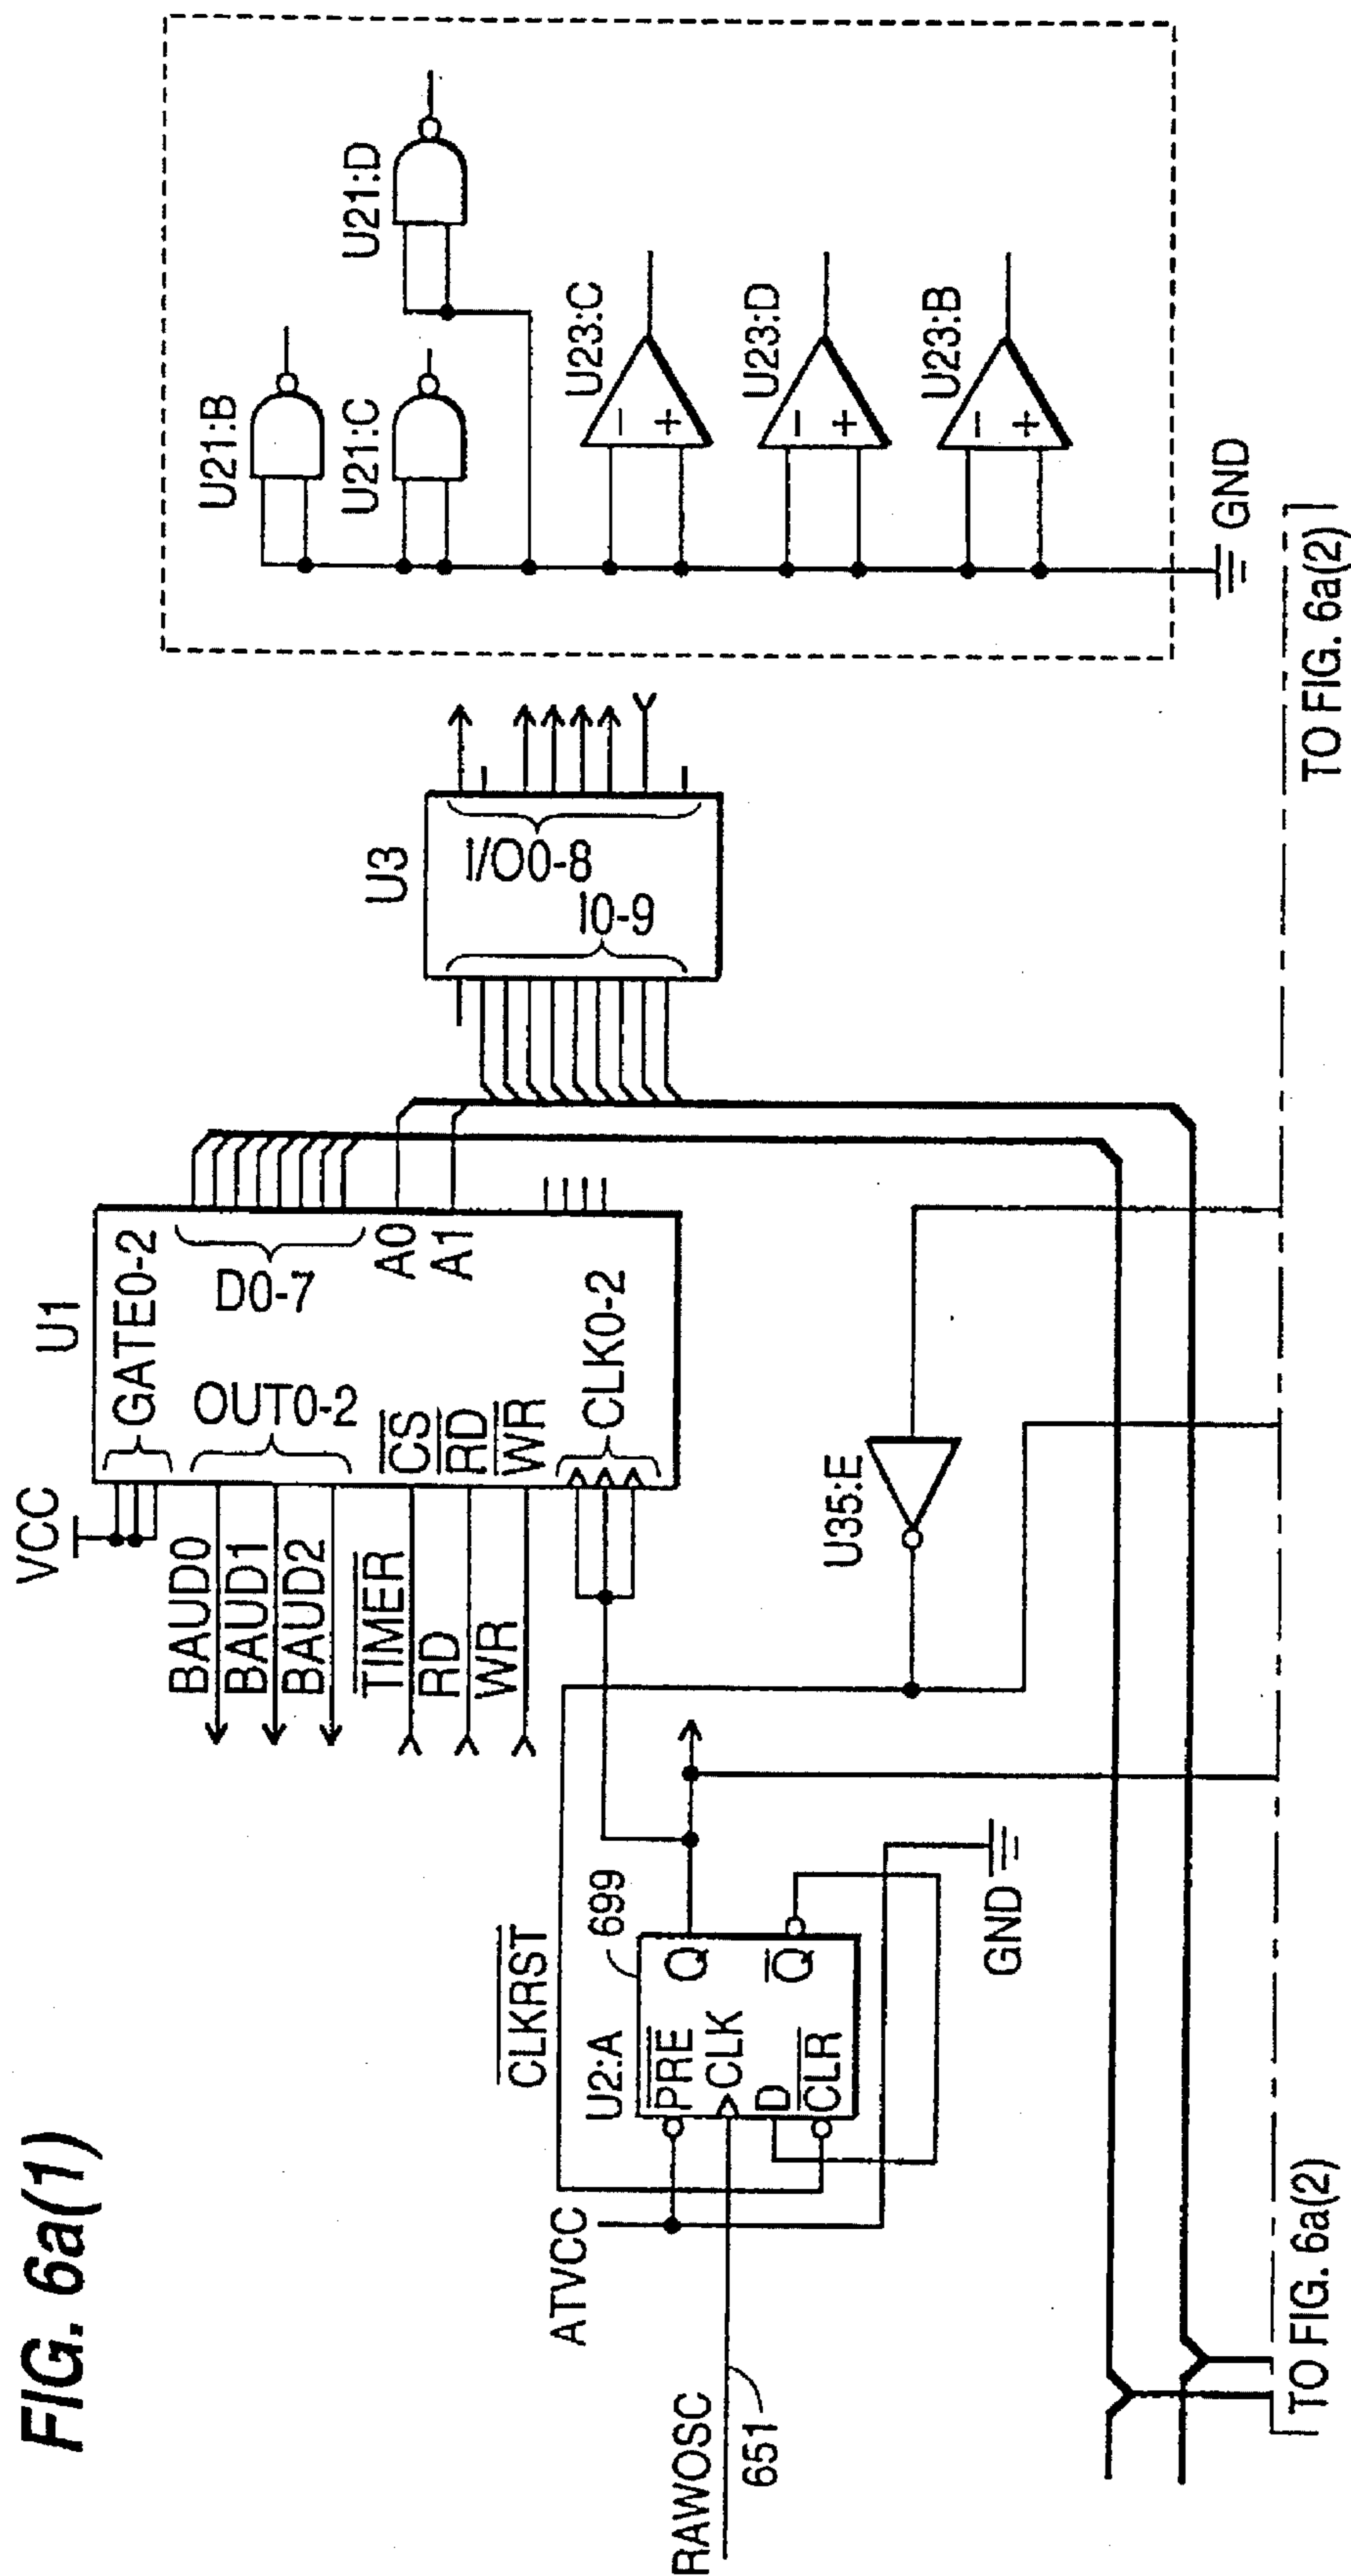 FIG. 6a(1)
VCC
U1
GATE0-2
BAUD0
BAUD1
BAUD2
OUT0-2
D0-7
TIMER
RD
WR
CS
RD
WR
A0
A1
CLK0-2
U3
I/O0-8
I0-9
U21:B
U21:C
U21:D
U23:C
U23:D
U23:B
GND
CLKRST
ATVCC
U2:A
699
PRE
CLK
D
CLR
Q
Q
RAWOSC
651
GND
U35:E
TO FIG. 6a(2)
TO FIG. 6a(2)